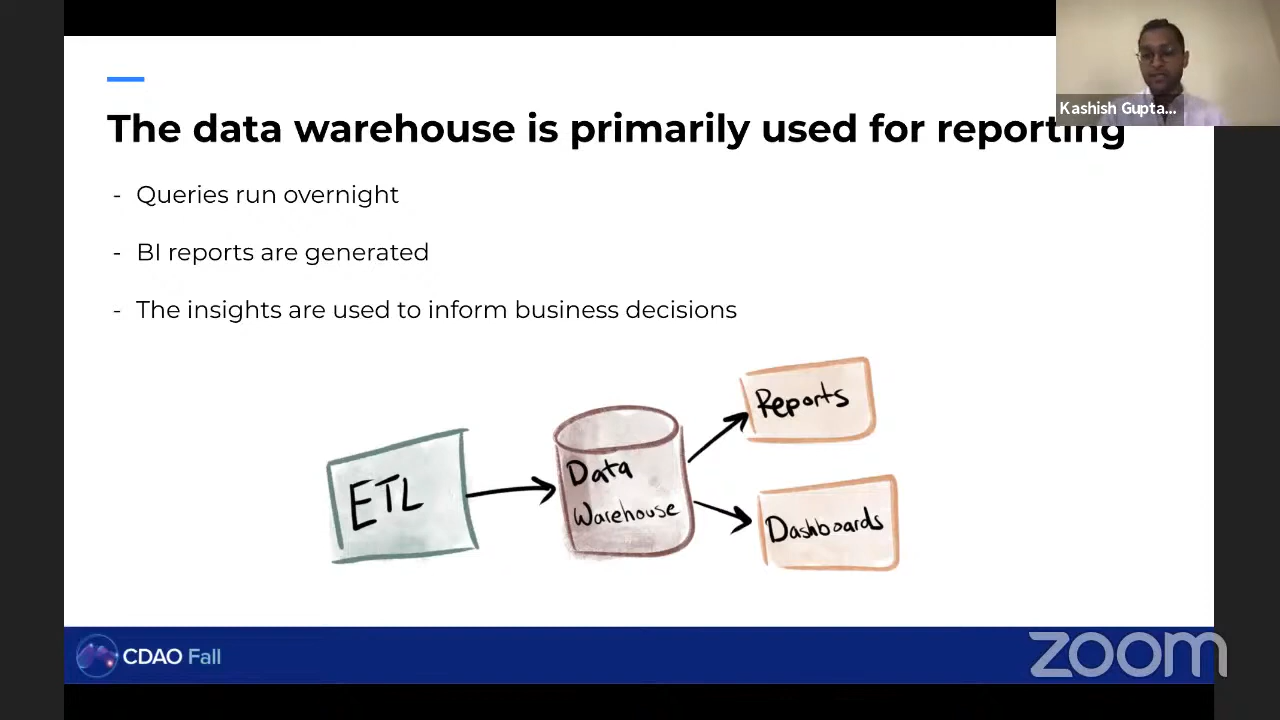 The data warehouse is primarily used for reporting
Kashish Gupta...
- Queries run overnight
- BI reports are generated
- The insights are used to inform business decisions
ETL
Data
Warehouse
Reports
Dashboards
CDAO Fall
zoom